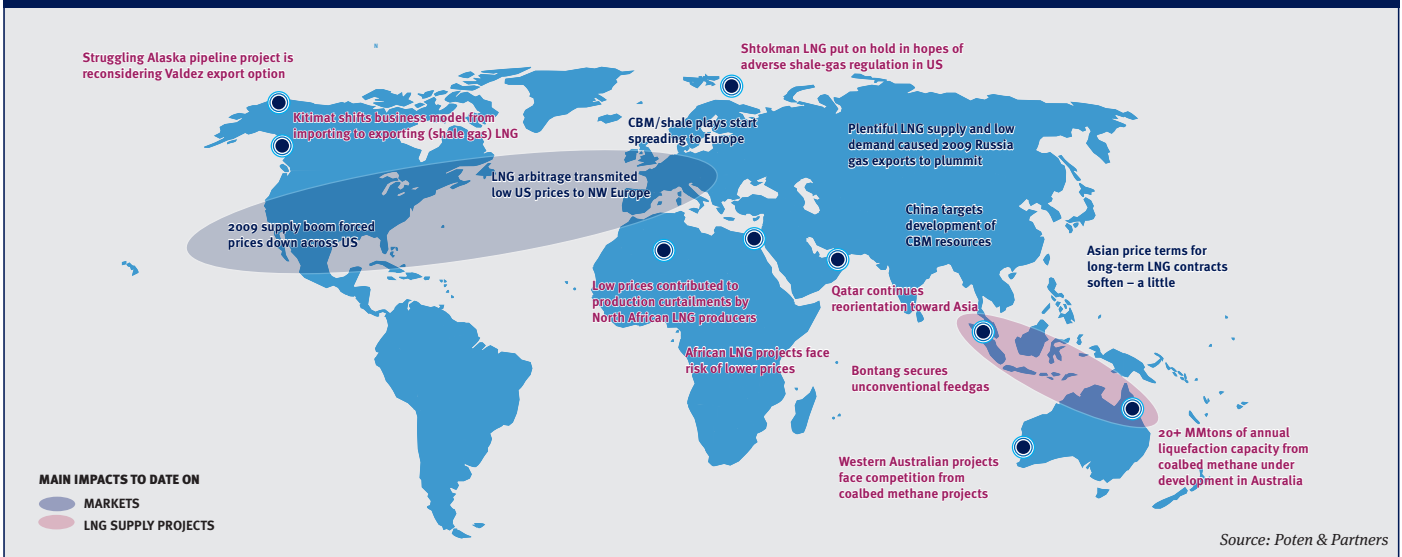 Struggling Alaska pipeline project is
reconsidering Valdez export option
Shtokman LNG put on hold in hopes of
adverse shale-gas regulation in US
Kitimat shifts business model from
importing to exporting (shale gas) LNG
CBM/shale plays start
spreading to Europe
Plentiful LNG supply and low
demand caused 2009 Russia
gas exports to plummit
LNG arbitrage transmited
low US prices to NW Europe
2009 supply boom forced
prices down across US
China targets
development of
CBM resources
Asian price terms for
long-term LNG contracts
soften – a little
Low prices contributed to
production curtailments by
North African LNG producers
Qatar continues
reorientation toward Asia
African LNG projects face
risk of lower prices
Bontang secures
unconventional feedgas
Western Australian projects
face competition from
coalbed methane projects
20+ MMtons of annual
liquefaction capacity from
coalbed methane under
development in Australia
MAIN IMPACTS TO DATE ON
MARKETS
LNG SUPPLY PROJECTS
Source: Poten & Partners